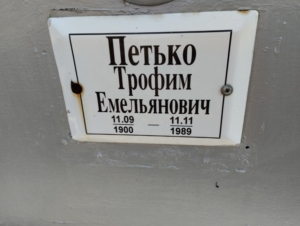 Петько
Трофим
Емельянович
11.09 — 11.11
1900 1989